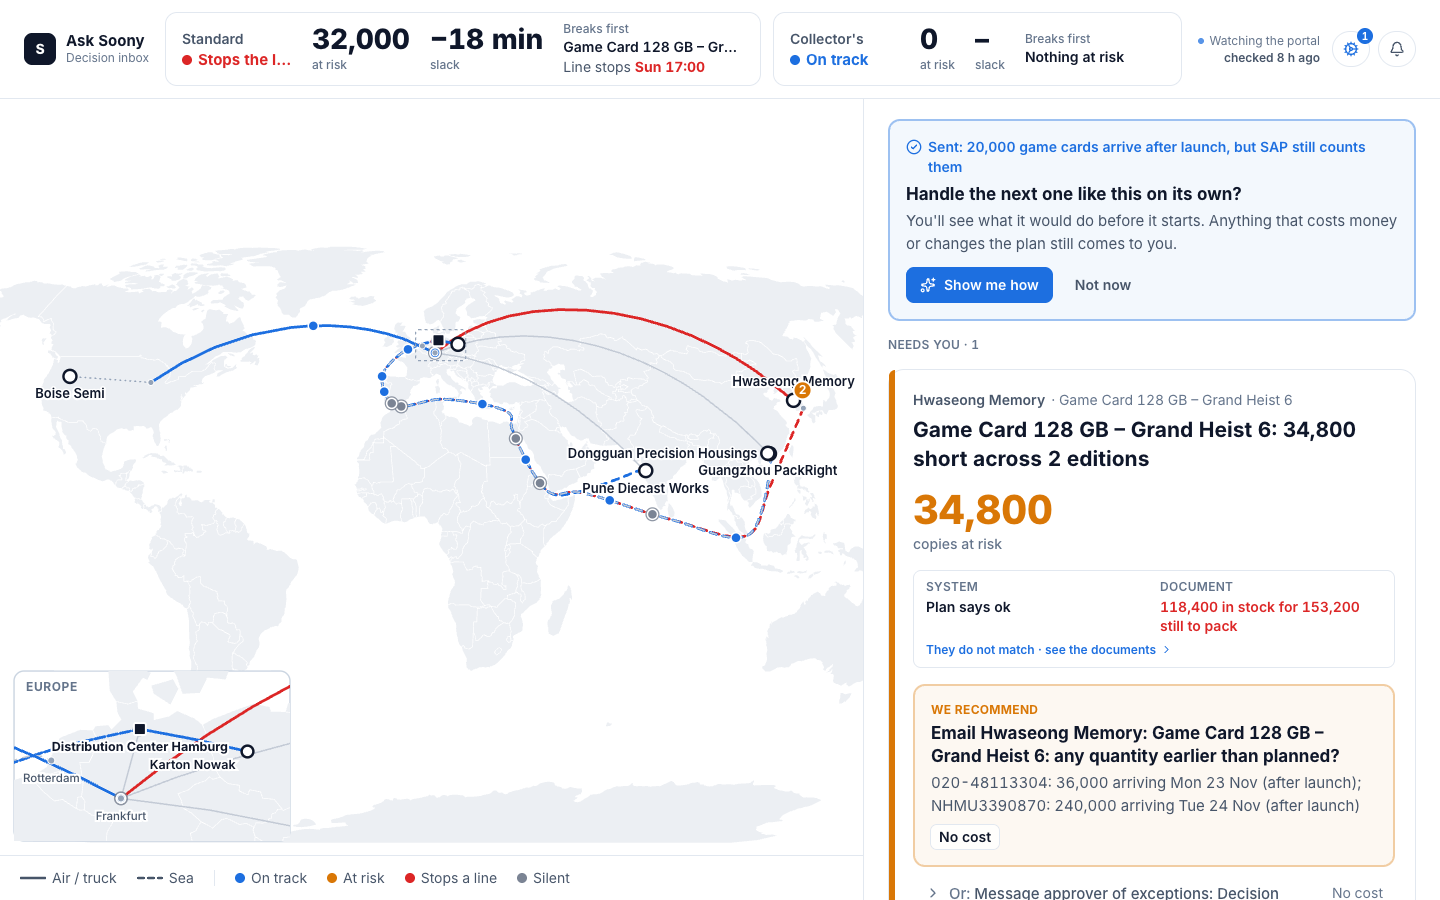 S
Ask Soony
Decision inbox
Standard
Stops the l...
32,000
at risk
−18 min
slack
Breaks first
Game Card 128 GB – Gr...
Line stops Sun 17:00
Collector's
On track
0
at risk
–
slack
Breaks first
Nothing at risk
Watching the portal
checked 8 h ago
1
Boise Semi
Hwaseong Memory
2
Dongguan Precision Housings
Guangzhou PackRight
Pune Diecast Works
EUROPE
Distribution Center Hamburg
Karton Nowak
Rotterdam
Frankfurt
Air / truck
Sea
On track
At risk
Stops a line
Silent
Sent: 20,000 game cards arrive after launch, but SAP still counts
them
Handle the next one like this on its own?
You'll see what it would do before it starts. Anything that costs money
or changes the plan still comes to you.
Show me how
Not now
NEEDS YOU · 1
Hwaseong Memory · Game Card 128 GB – Grand Heist 6
Game Card 128 GB – Grand Heist 6: 34,800
short across 2 editions
34,800
copies at risk
SYSTEM
Plan says ok
DOCUMENT
118,400 in stock for 153,200
still to pack
They do not match · see the documents
WE RECOMMEND
Email Hwaseong Memory: Game Card 128 GB –
Grand Heist 6: any quantity earlier than planned?
020-48113304: 36,000 arriving Mon 23 Nov (after launch);
NHMU3390870: 240,000 arriving Tue 24 Nov (after launch)
No cost
Or: Message approver of exceptions: Decision
No cost